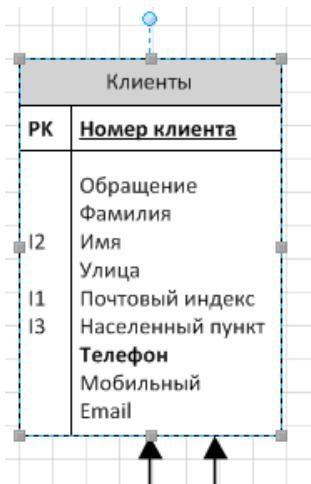 Клиенты
PK Номер клиента
Обращение
Фамилия
I2 Имя
Улица
I1 Почтовый индекс
I3 Населенный пункт
Телефон
Мобильный
Email